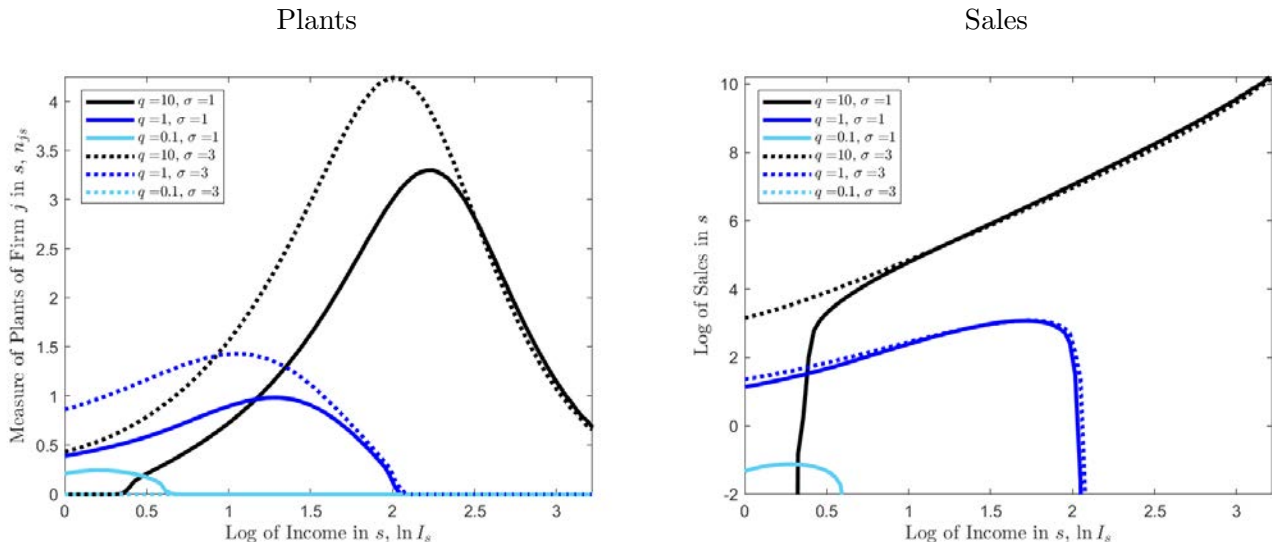 Plants
Measure of Plants of Firm j in s, n_{js}
4
3.5
3
2.5
2
1.5
1
0.5
0
q =10, σ =1
q =1, σ =1
q =0.1, σ =1
q =10, σ =3
q =1, σ =3
q =0.1, σ =3
0 0.5 1 1.5 2 2.5 3
Log of Income in s, ln I_s
Sales
Log of Sales in s
10
8
6
4
2
0
-2
q =10, σ =1
q =1, σ =1
q =0.1, σ =1
q =10, σ =3
q =1, σ =3
q =0.1, σ =3
0 0.5 1 1.5 2 2.5 3
Log of Income in s, ln I_s